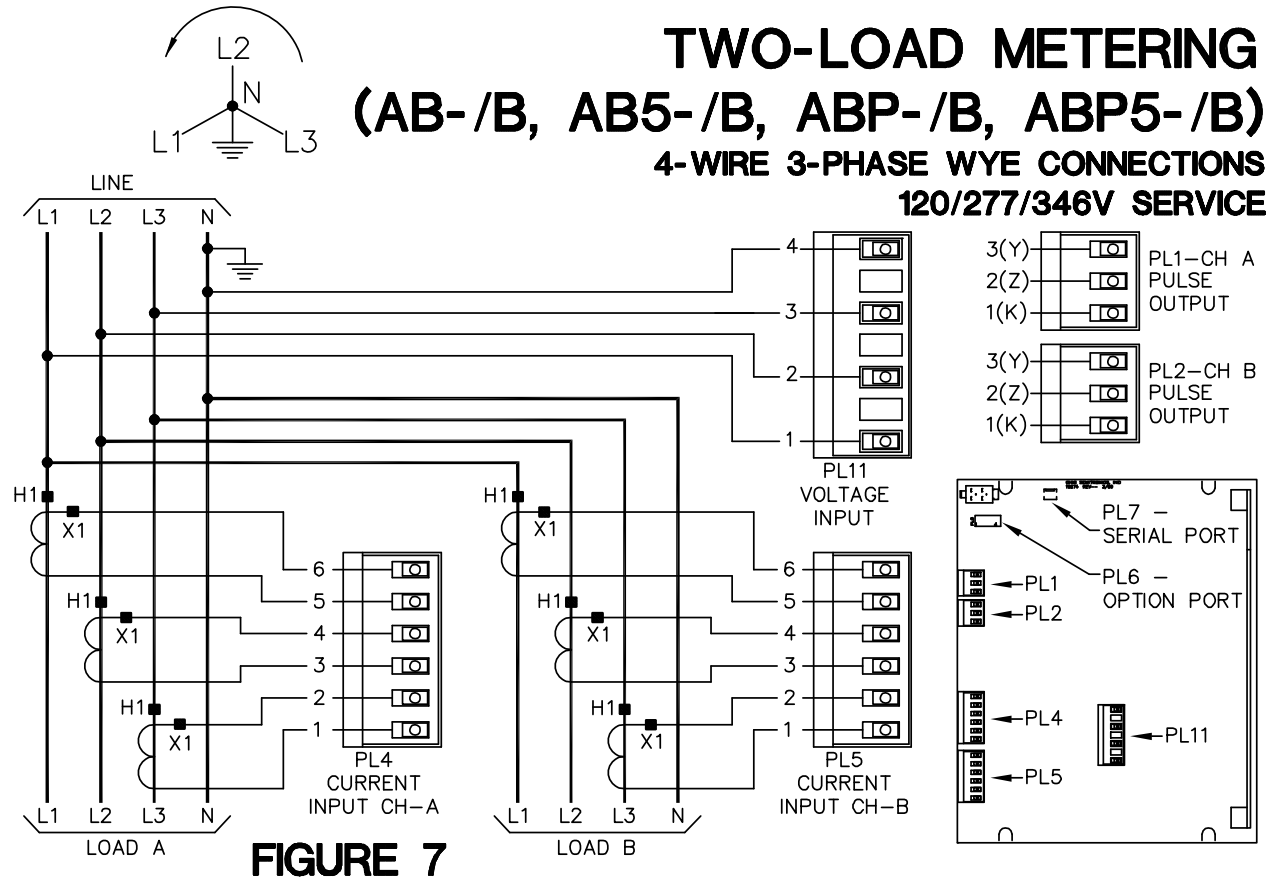 TWO-LOAD METERING
(AB-/B, AB5-/B, ABP-/B, ABP5-/B)
4-WIRE 3-PHASE WYE CONNECTIONS
120/277/346V SERVICE
L2
N
L1
L3
LINE
L1 L2 L3 N
4
3
2
1
PL11
VOLTAGE
INPUT
3(Y)
2(Z)
1(K)
PL1-CH A
PULSE
OUTPUT
3(Y)
2(Z)
1(K)
PL2-CH B
PULSE
OUTPUT
H1
X1
H1
X1
H1
X1
6
5
4
3
2
1
PL4
CURRENT
INPUT CH-A
H1
X1
H1
X1
H1
X1
6
5
4
3
2
1
PL5
CURRENT
INPUT CH-B
L1 L2 L3 N
LOAD A
L1 L2 L3 N
LOAD B
PL7 -
SERIAL PORT
PL6 -
OPTION PORT
PL1
PL2
PL4
PL11
PL5
FIGURE 7